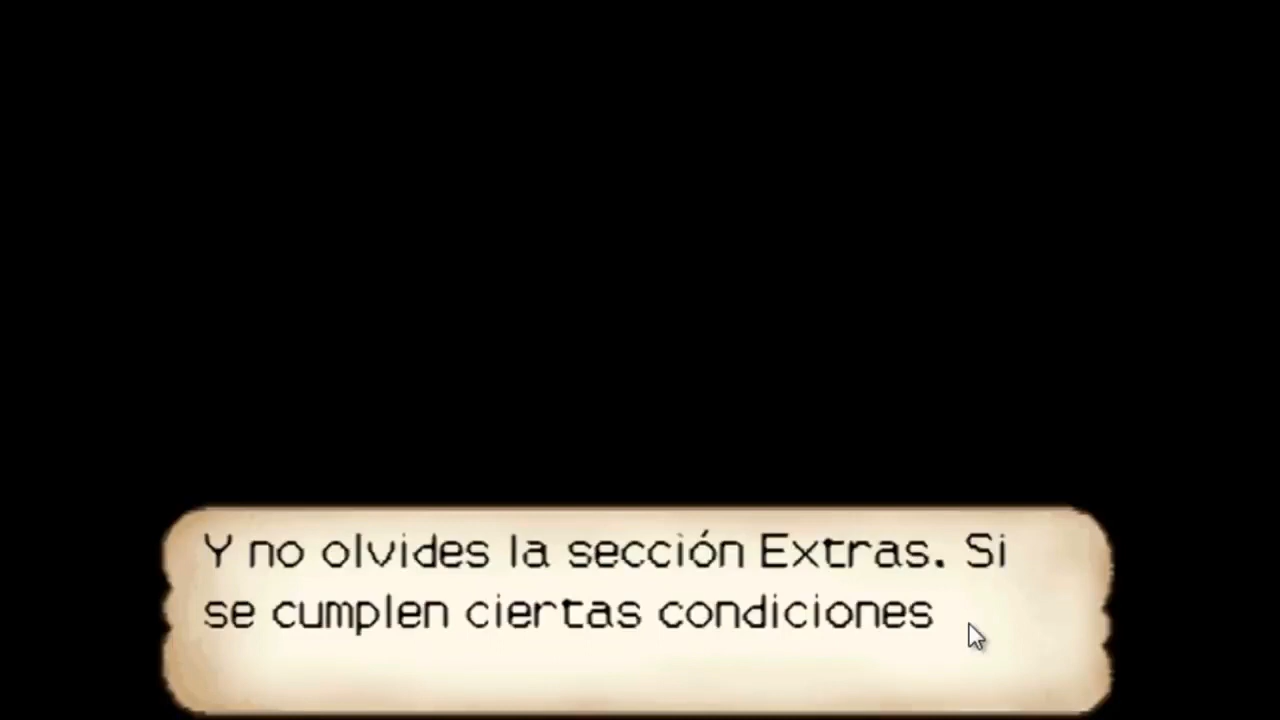 Y no olvides la sección Extras. Si
se cumplen ciertas condiciones